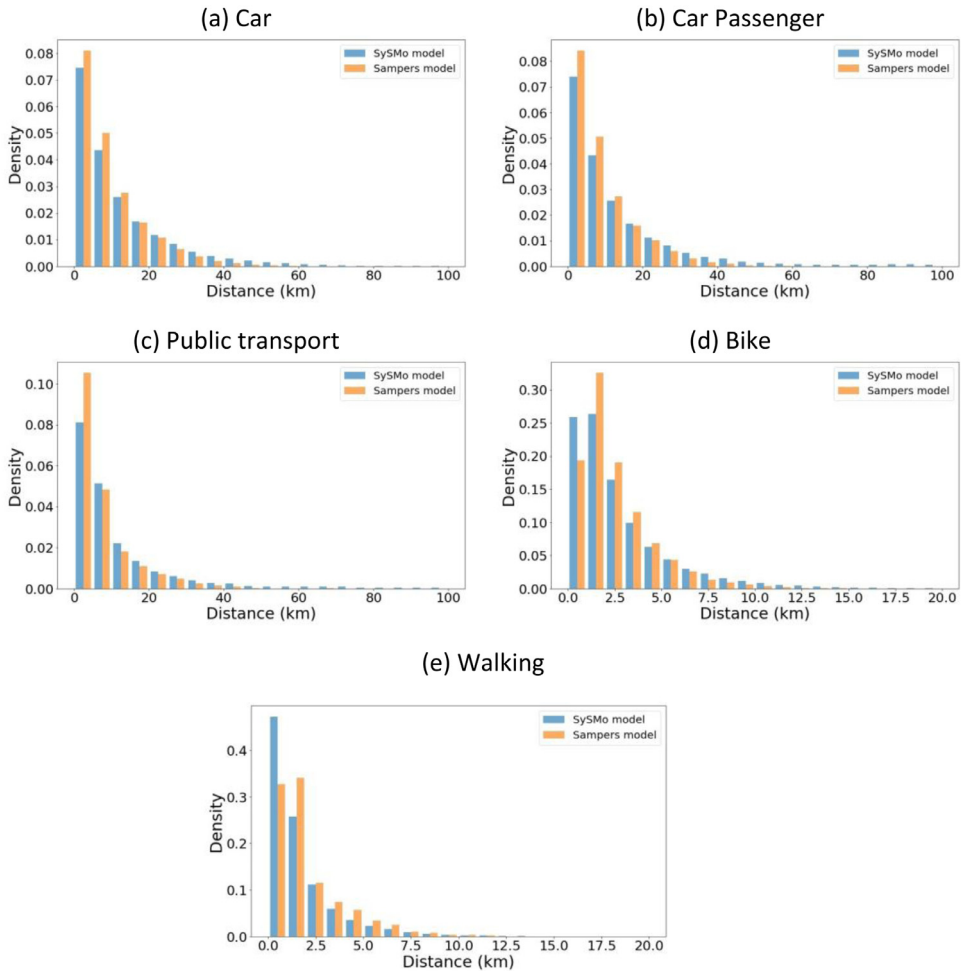 (a) Car
(b) Car Passenger
SySMo model
Sampers model
0.08
0.07
0.06
0.05
0.04
0.03
0.02
0.01
0.00
Density
0 20 40 60 80 100
Distance (km)
SySMo model
Sampers model
0.08
0.07
0.06
0.05
0.04
0.03
0.02
0.01
0.00
Density
0 20 40 60 80 100
Distance (km)
(c) Public transport
(d) Bike
SySMo model
Sampers model
0.10
0.08
0.06
0.04
0.02
0.00
Density
0 20 40 60 80 100
Distance (km)
SySMo model
Sampers model
0.30
0.25
0.20
0.15
0.10
0.05
0.00
Density
0.0 2.5 5.0 7.5 10.0 12.5 15.0 17.5 20.0
Distance (km)
(e) Walking
SySMo model
Sampers model
0.4
0.3
0.2
0.1
0.0
Density
0.0 2.5 5.0 7.5 10.0 12.5 15.0 17.5 20.0
Distance (km)